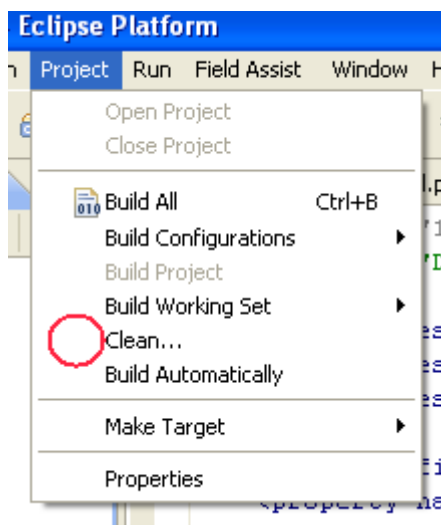 Eclipse Platform
Project Run Field Assist Window
Open Project
Close Project
Build All Ctrl+B
010
Build Configurations
Build Project
Build Working Set
Clean...
Build Automatically
Make Target
Properties